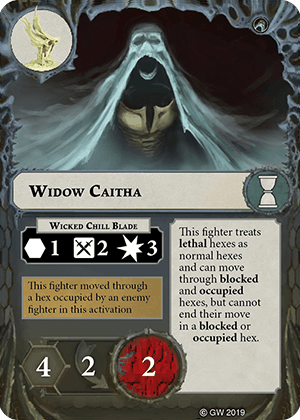 WIDOW CAITHA
WICKED CHILL BLADE
1 2 3
This fighter moved through
a hex occupied by an enemy
fighter in this activation
This fighter treats
lethal hexes as
normal hexes
and can move
through blocked
and occupied
hexes, but cannot
end their move
in a blocked or
occupied hex.
4 2 2
© GW 2019